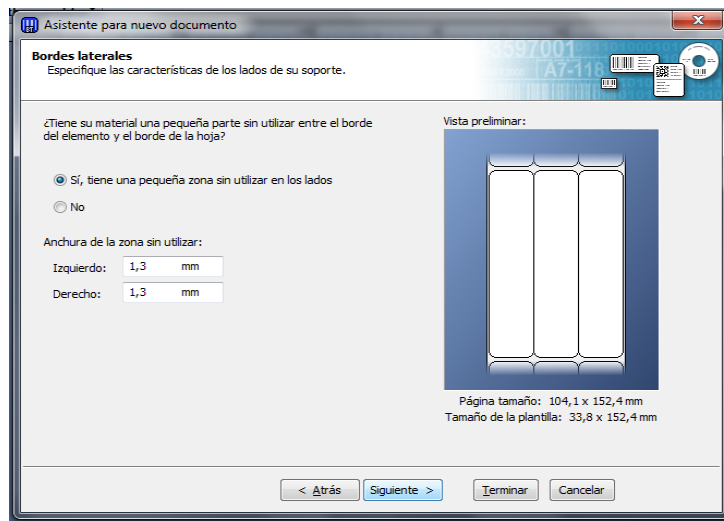 Asistente para nuevo documento
Bordes laterales
Especifique las características de los lados de su soporte.
3597001
A7-118
¿Tiene su material una pequeña parte sin utilizar entre el borde
del elemento y el borde de la hoja?
Sí, tiene una pequeña zona sin utilizar en los lados
No
Anchura de la zona sin utilizar:
Izquierdo: 1,3 mm
Derecho: 1,3 mm
Vista preliminar:
Página tamaño: 104,1 x 152,4 mm
Tamaño de la plantilla: 33,8 x 152,4 mm
< Atrás
Siguiente >
Terminar
Cancelar